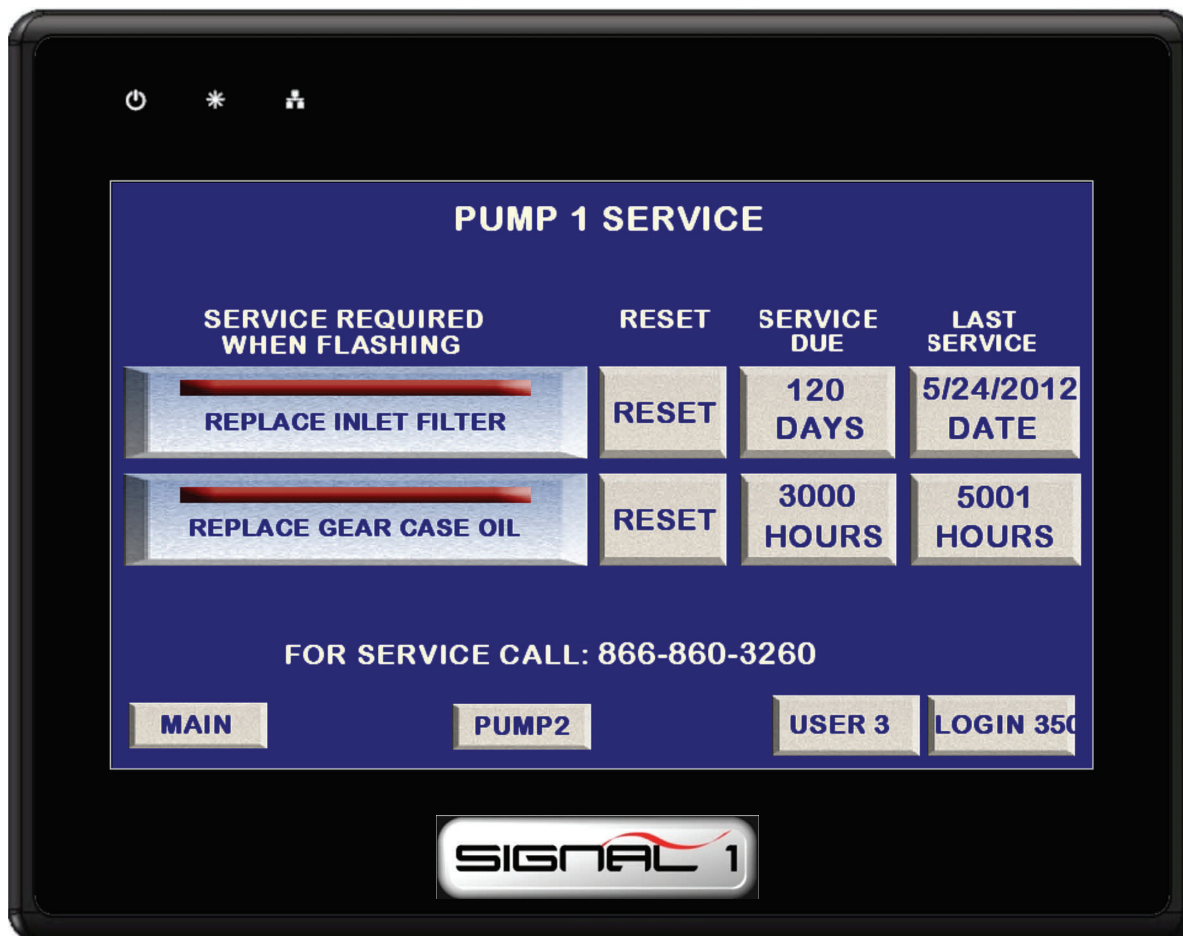 PUMP 1 SERVICE
SERVICE REQUIRED
WHEN FLASHING
RESET
SERVICE
DUE
LAST
SERVICE
REPLACE INLET FILTER
RESET
120
DAYS
5/24/2012
DATE
REPLACE GEAR CASE OIL
RESET
3000
HOURS
5001
HOURS
FOR SERVICE CALL: 866-860-3260
MAIN
PUMP2
USER 3
LOGIN 350
SIGNAL 1